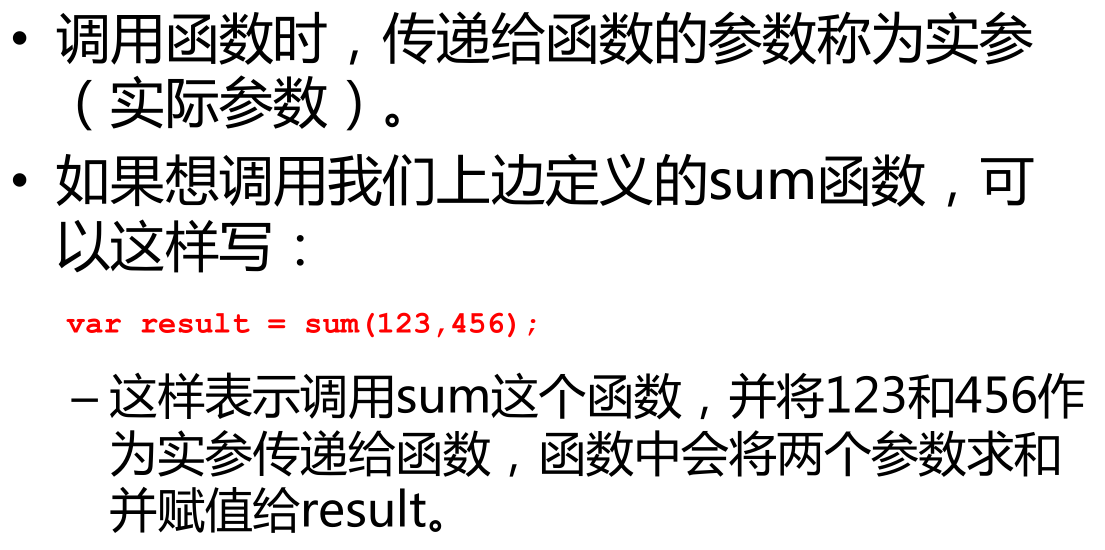 • 调用函数时，传递给函数的参数称为实参
（实际参数）。
• 如果想调用我们上边定义的sum函数，可
以这样写：
var result = sum(123,456);
– 这样表示调用sum这个函数，并将123和456作
为实参传递给函数，函数中会将两个参数求和
并赋值给result。